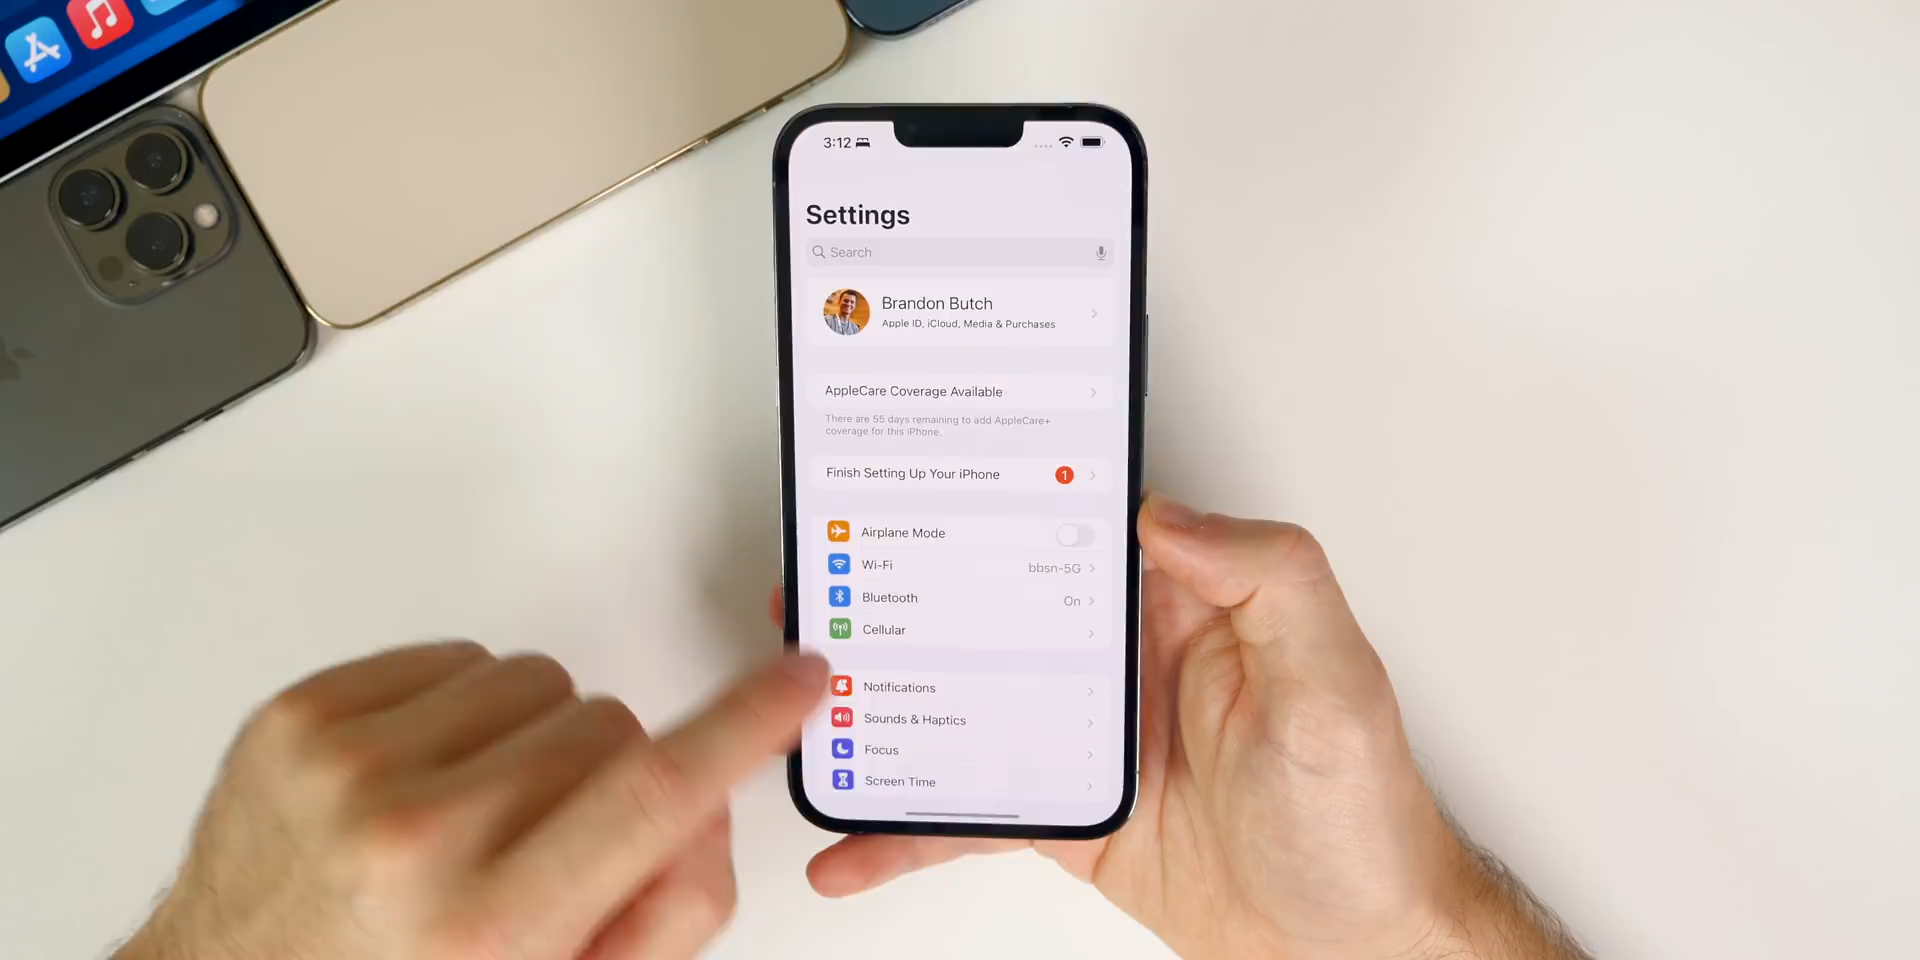 3:12
Settings
Search
Brandon Butch
Apple ID, iCloud, Media & Purchases
AppleCare Coverage Available
There are 55 days remaining to add AppleCare+
coverage for this iPhone.
Finish Setting Up Your iPhone 1
Airplane Mode
Wi-Fi bbsn-5G
Bluetooth On
Cellular
Notifications
Sounds & Haptics
Focus
Screen Time